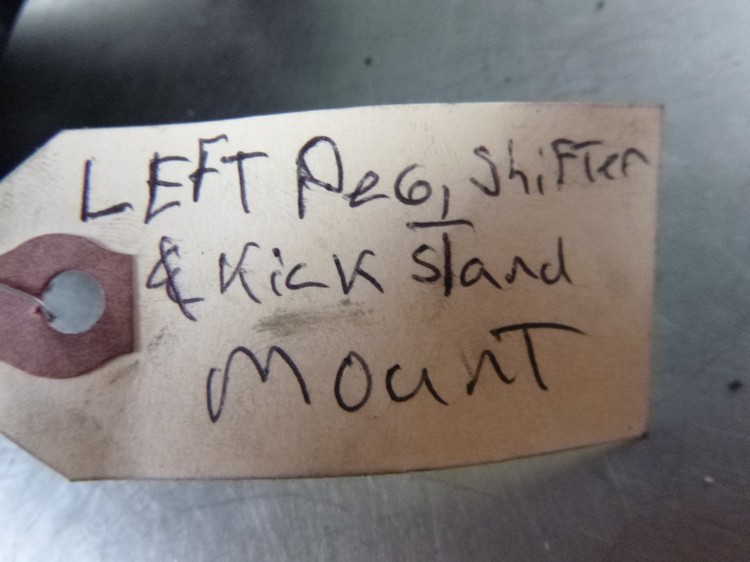 LEFT PeG, ShiFTer
& KicK Stand
mounT